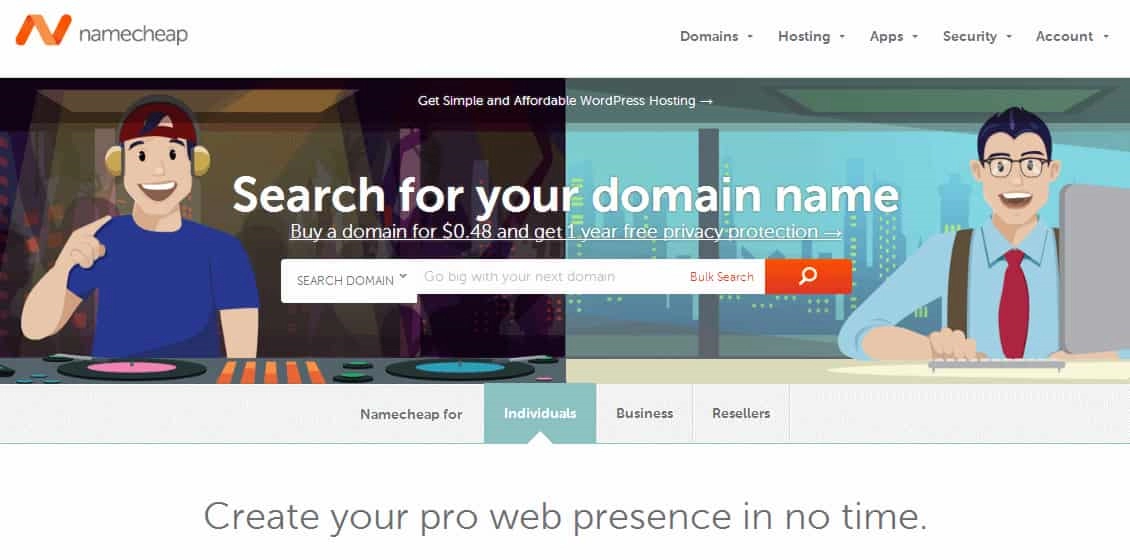 namecheap
Domains Hosting Apps Security Account
Get Simple and Affordable WordPress Hosting →
Search for your domain name
Buy a domain for $0.48 and get 1 year free privacy protection →
SEARCH DOMAIN Go big with your next domain Bulk Search
Namecheap for Individuals Business Resellers
Create your pro web presence in no time.